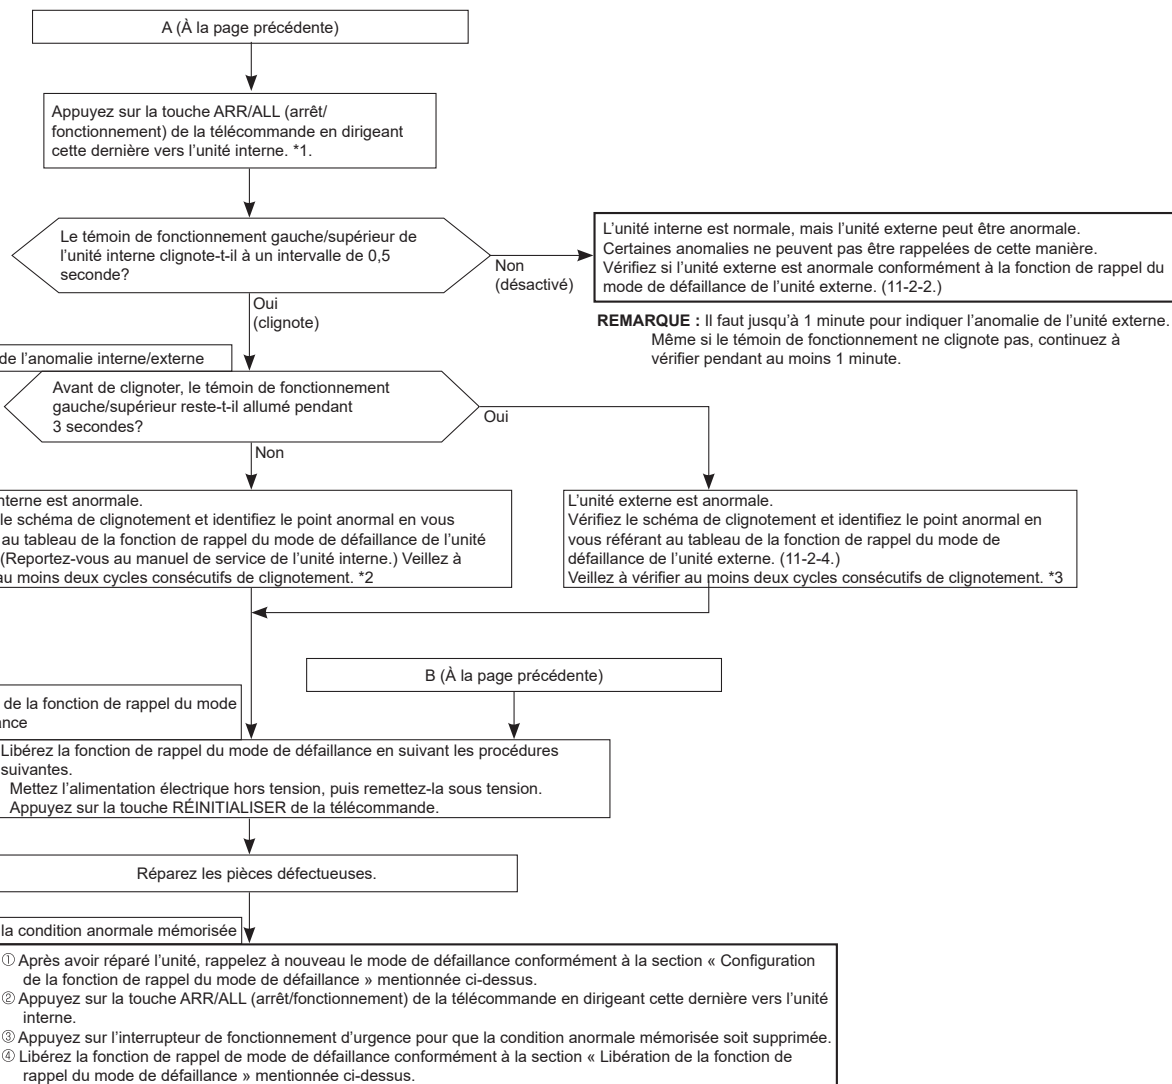 A (À la page précédente)
Appuyez sur la touche ARR/ALL (arrêt/
fonctionnement) de la télécommande en dirigeant
cette dernière vers l’unité interne. *1.
Le témoin de fonctionnement gauche/supérieur de
l’unité interne clignote-t-il à un intervalle de 0,5
seconde?
Non
(désactivé)
L’unité interne est normale, mais l’unité externe peut être anormale.
Certaines anomalies ne peuvent pas être rappelées de cette manière.
Vérifiez si l’unité externe est anormale conformément à la fonction de rappel du
mode de défaillance de l’unité externe. (11-2-2.)
REMARQUE : Il faut jusqu’à 1 minute pour indiquer l’anomalie de l’unité externe.
Même si le témoin de fonctionnement ne clignote pas, continuez à
vérifier pendant au moins 1 minute.
Oui
(clignote)
de l’anomalie interne/externe
Avant de clignoter, le témoin de fonctionnement
gauche/supérieur reste-t-il allumé pendant
3 secondes?
Oui
Non
nterne est anormale.
le schéma de clignotement et identifiez le point anormal en vous
au tableau de la fonction de rappel du mode de défaillance de l’unité
(Reportez-vous au manuel de service de l’unité interne.) Veillez à
au moins deux cycles consécutifs de clignotement. *2
L’unité externe est anormale.
Vérifiez le schéma de clignotement et identifiez le point anormal en
vous référant au tableau de la fonction de rappel du mode de
défaillance de l’unité externe. (11-2-4.)
Veillez à vérifier au moins deux cycles consécutifs de clignotement. *3
B (À la page précédente)
de la fonction de rappel du mode
ance
Libérez la fonction de rappel du mode de défaillance en suivant les procédures
suivantes.
Mettez l’alimentation électrique hors tension, puis remettez-la sous tension.
Appuyez sur la touche RÉINITIALISER de la télécommande.
Réparez les pièces défectueuses.
la condition anormale mémorisée
① Après avoir réparé l’unité, rappelez à nouveau le mode de défaillance conformément à la section « Configuration
de la fonction de rappel du mode de défaillance » mentionnée ci-dessus.
② Appuyez sur la touche ARR/ALL (arrêt/fonctionnement) de la télécommande en dirigeant cette dernière vers l’unité
interne.
③ Appuyez sur l’interrupteur de fonctionnement d’urgence pour que la condition anormale mémorisée soit supprimée.
④ Libérez la fonction de rappel de mode de défaillance conformément à la section « Libération de la fonction de
rappel du mode de défaillance » mentionnée ci-dessus.